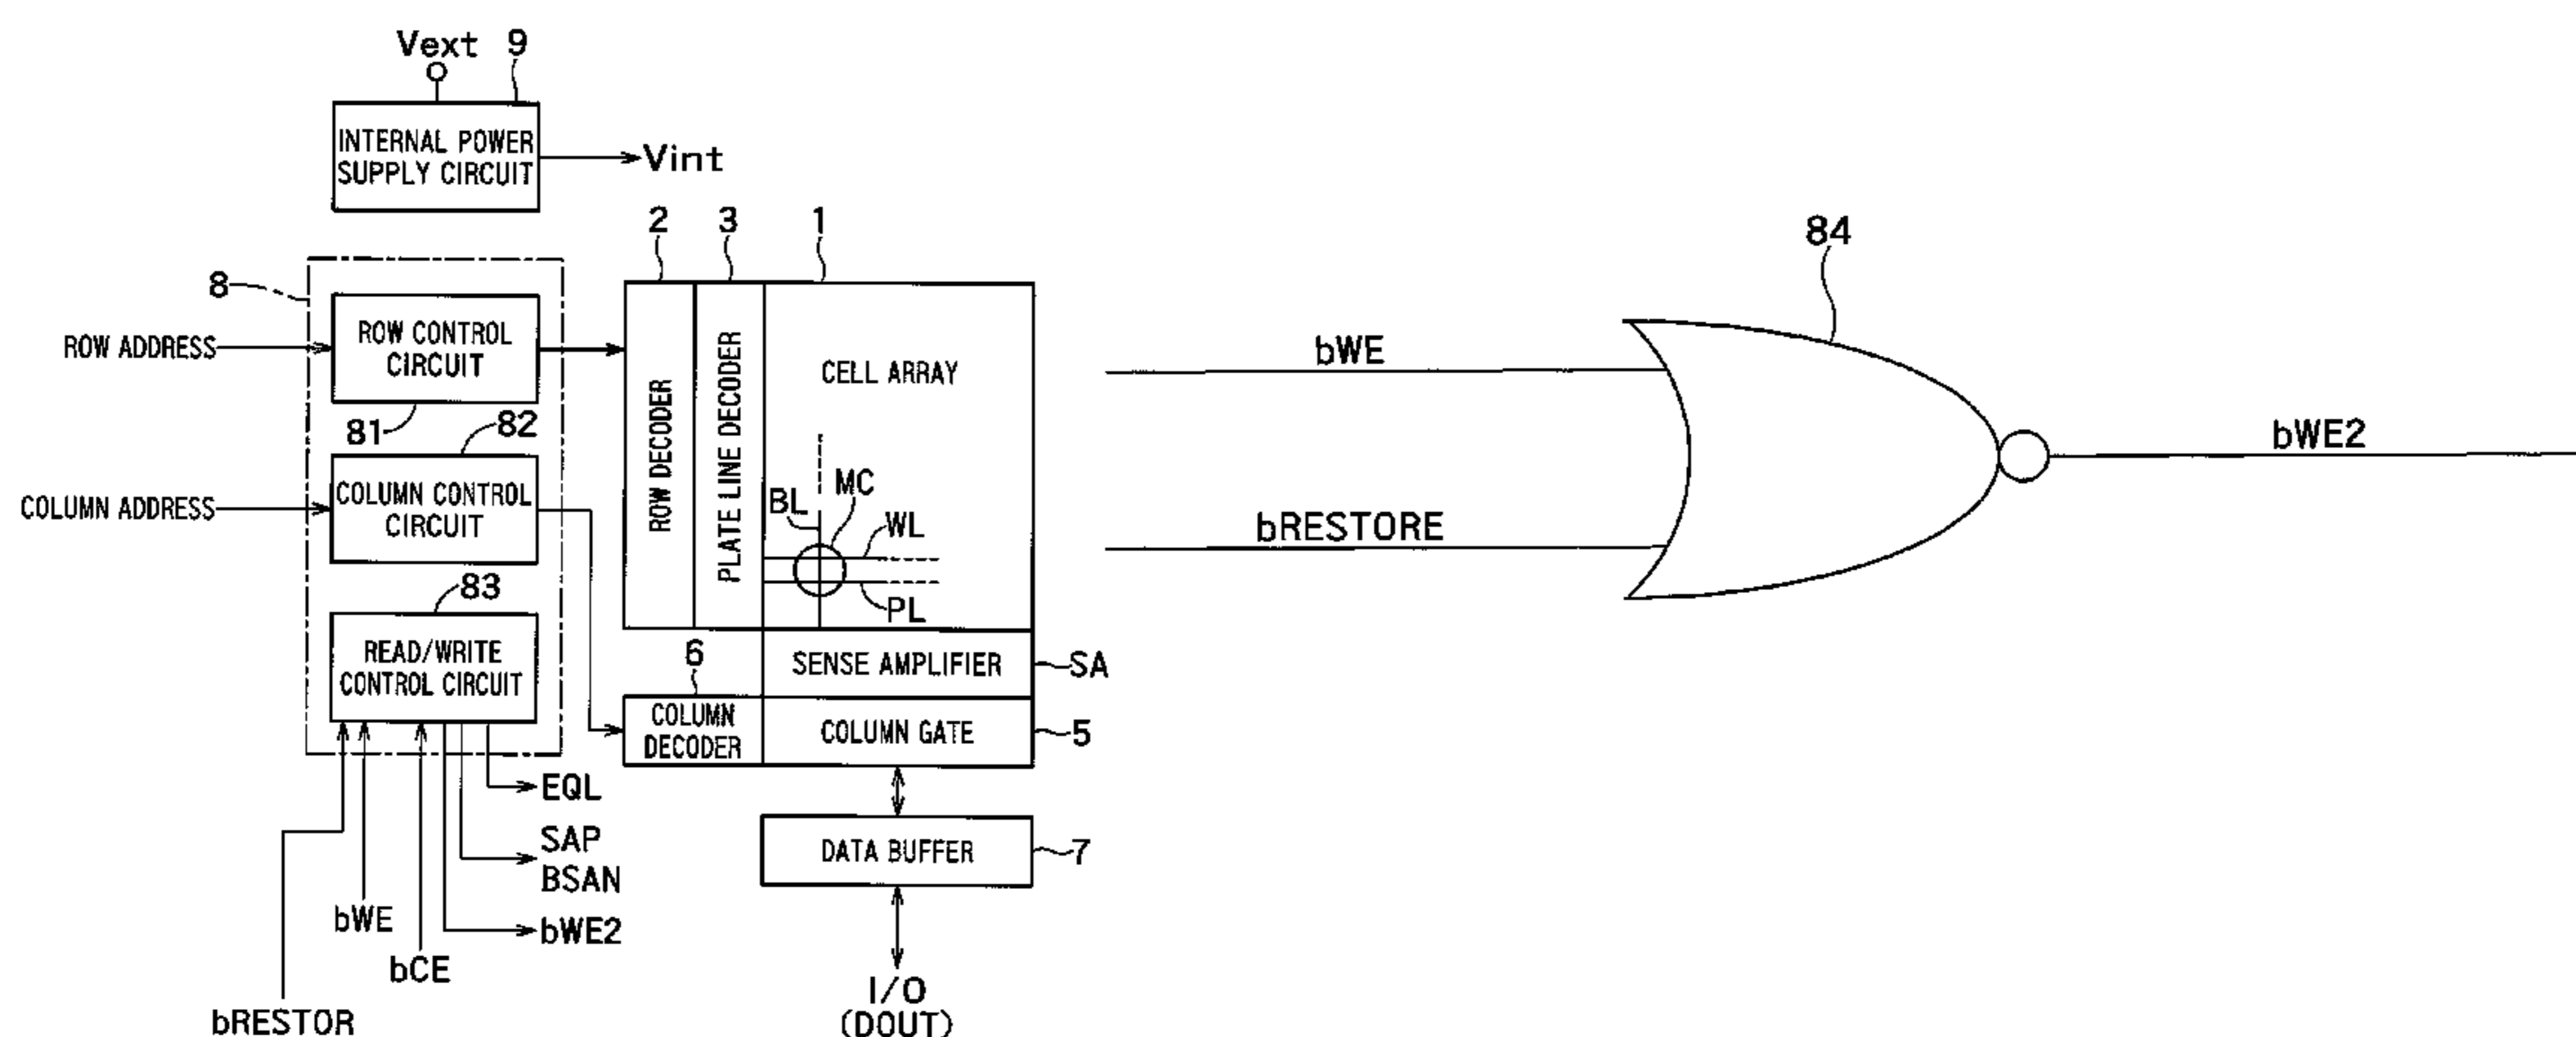 Vext 9
INTERNAL POWER
SUPPLY CIRCUIT
Vint
8
ROW ADDRESS
ROW CONTROL
CIRCUIT
81
82
COLUMN ADDRESS
COLUMN CONTROL
CIRCUIT
83
READ/WRITE
CONTROL CIRCUIT
EQL
SAP
BSAN
bWE
bWE2
bCE
bRESTOR
2 3 1
ROW DECODER
PLATE LINE DECODER
CELL ARRAY
BL
MC
WL
PL
6
SENSE AMPLIFIER
SA
COLUMN
DECODER
COLUMN GATE
5
DATA BUFFER
7
I/O
(DOUT)
84
bWE
bRESTORE
bWE2